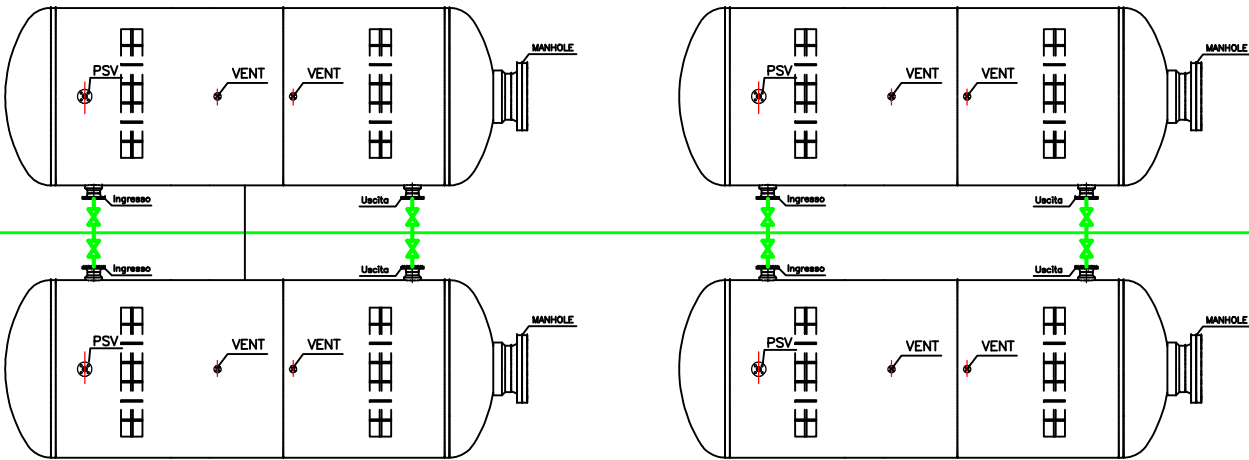 MANHOLE
PSV
VENT
VENT
Ingresso
Uscita
MANHOLE
PSV
VENT
VENT
Ingresso
Uscita
Ingresso
Uscita
MANHOLE
PSV
VENT
VENT
Ingresso
Uscita
MANHOLE
PSV
VENT
VENT